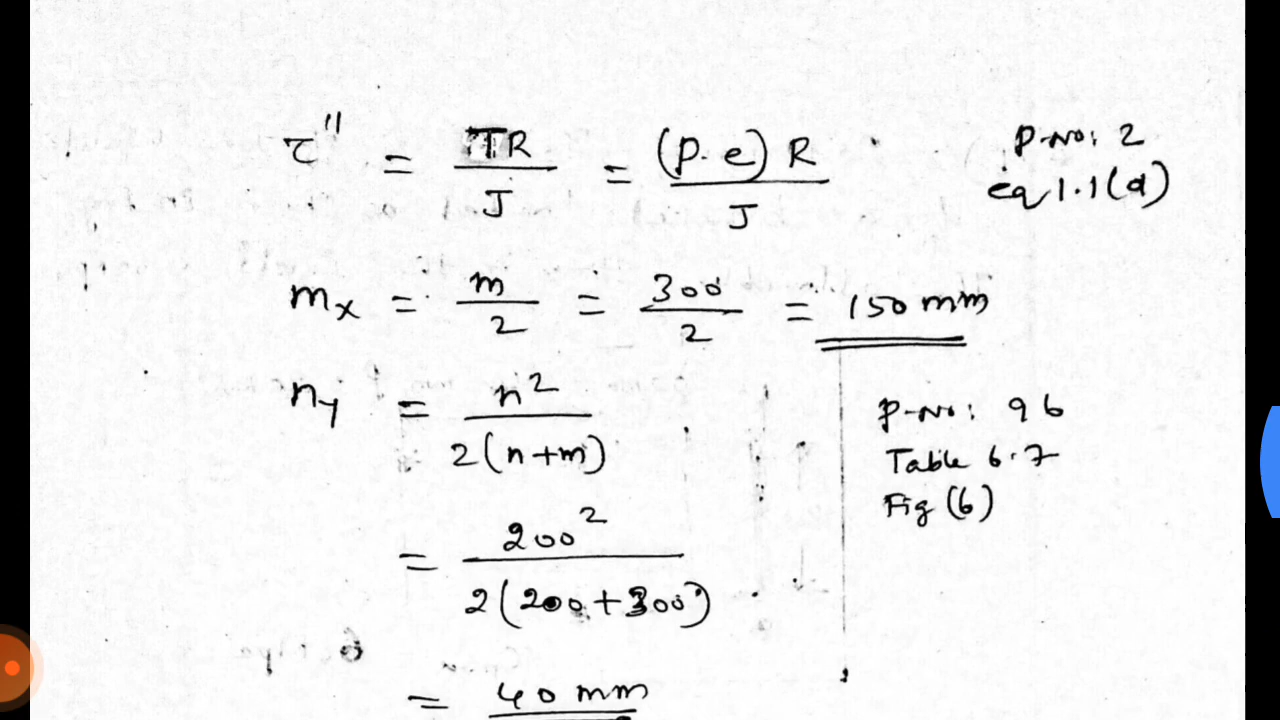 τ'' = TR / J = (P. e) R / J
P-No: 2
eq 1.1(d)
mx = m / 2 = 300 / 2 = 150 mm
ny = n² / 2(n+m)
P-No: 96
Table 6.7
Fig (6)
= 200² / 2(200+300)
= 40 mm